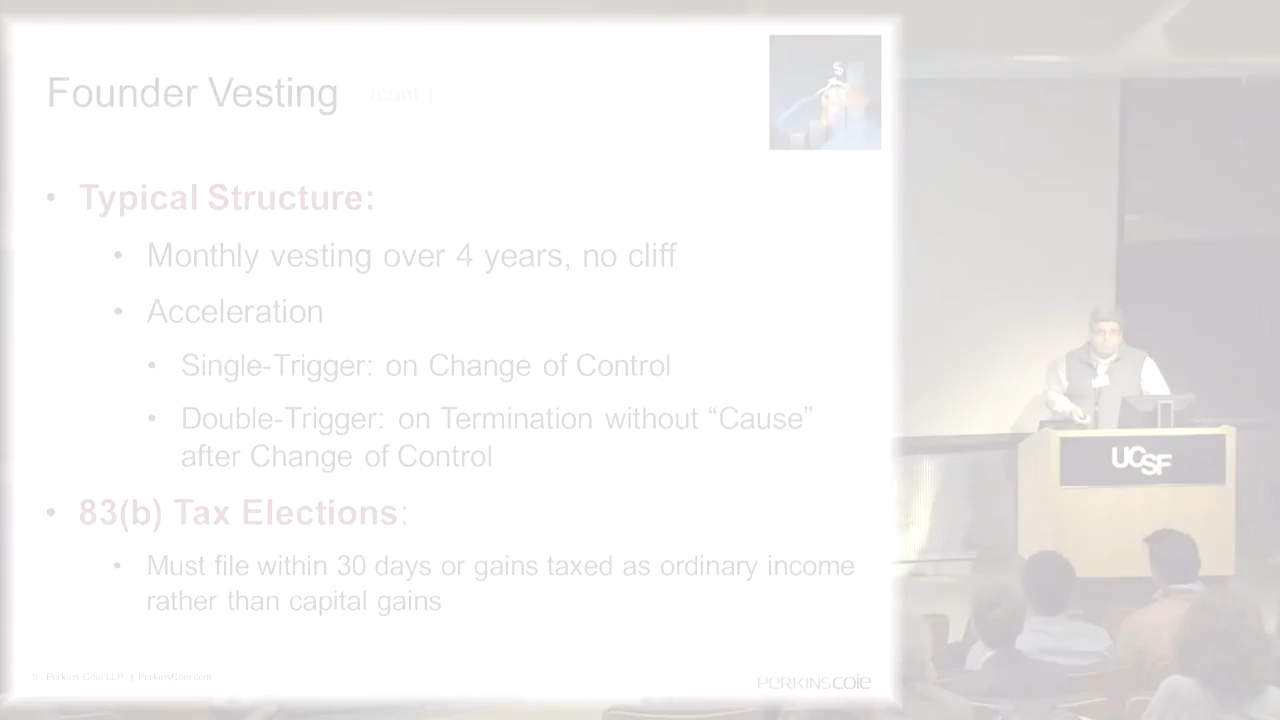 Founder Vesting (cont.)
• Typical Structure:
• Monthly vesting over 4 years, no cliff
• Acceleration
• Single-Trigger: on Change of Control
• Double-Trigger: on Termination without “Cause”
after Change of Control
• 83(b) Tax Elections:
• Must file within 30 days or gains taxed as ordinary income
rather than capital gains
9 Perkins Coie LLP | PerkinsCoie.com
PERKINSCOIE
UCSF